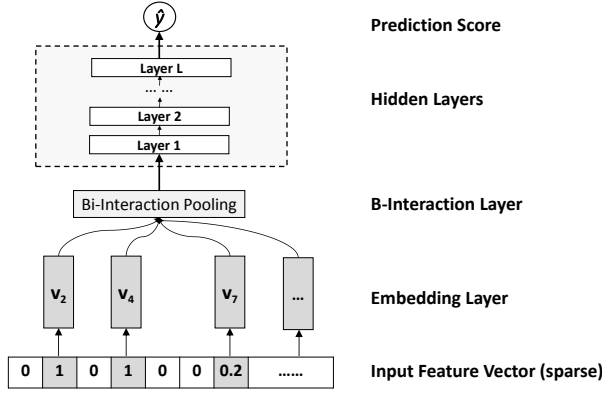 ŷ Prediction Score
Layer L
... ...
Hidden Layers
Layer 2
Layer 1
Bi-Interaction Pooling B-Interaction Layer
v2 v4 v7 ... Embedding Layer
0 1 0 1 0 0 0.2 ...... Input Feature Vector (sparse)